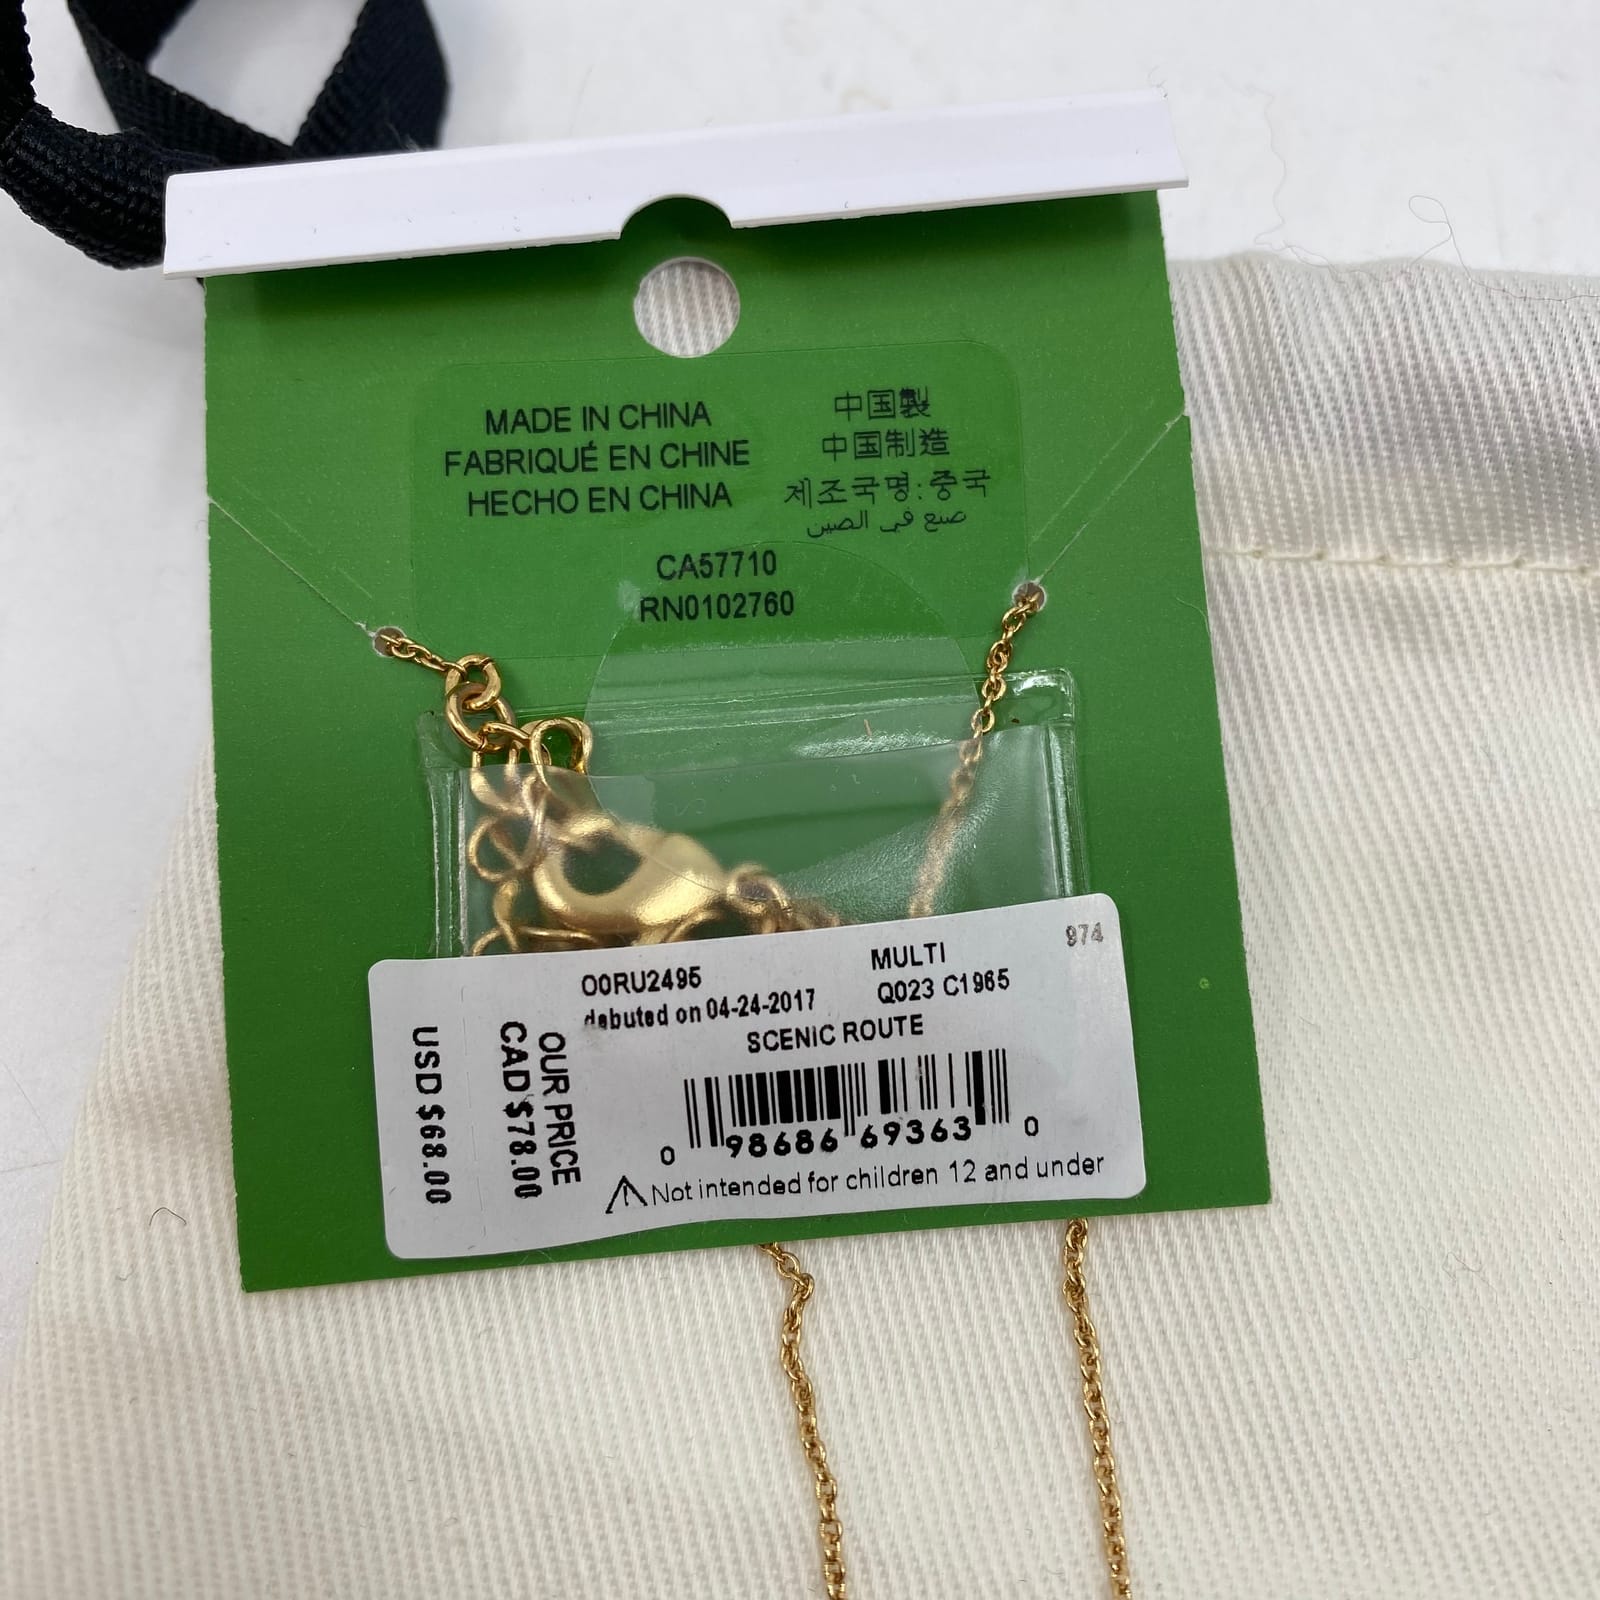 MADE IN CHINA
FABRIQUÉ EN CHINE
HECHO EN CHINA
中国製
中国制造
제조국명:중국
صنع في الصين
CA57710
RN0102760
974
O0RU2495
MULTI
debuted on 04-24-2017
Q023 C1965
SCENIC ROUTE
0 98686 69363 0
Not intended for children 12 and under
OUR PRICE
CAD $78.00
USD $68.00